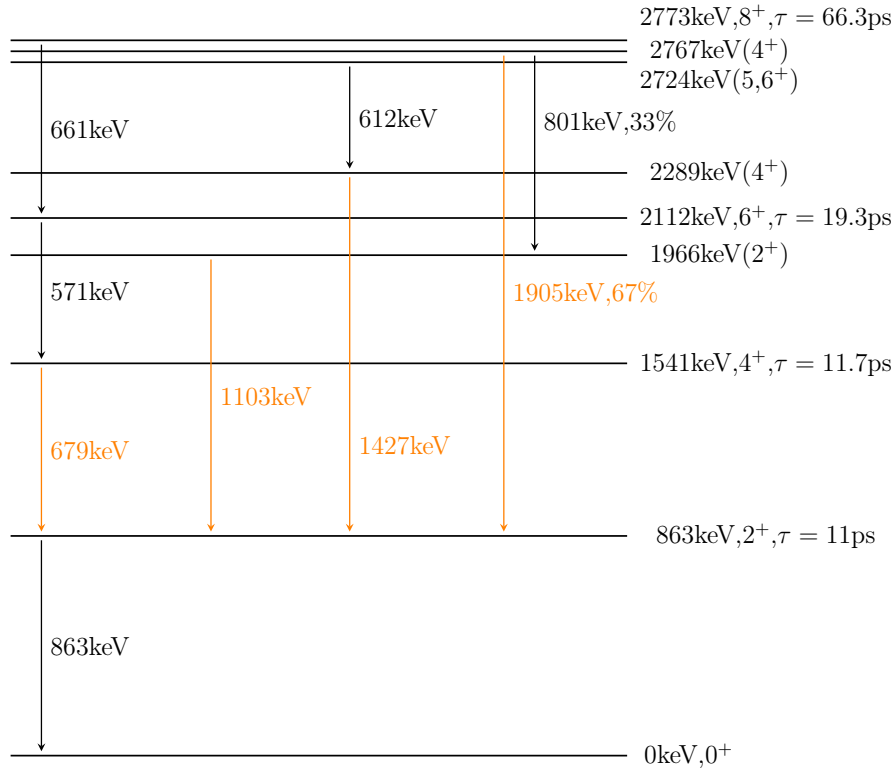 2773keV,8⁺,τ = 66.3ps
2767keV(4⁺)
2724keV(5,6⁺)
661keV
612keV
801keV,33%
2289keV(4⁺)
2112keV,6⁺,τ = 19.3ps
1966keV(2⁺)
571keV
1905keV,67%
1541keV,4⁺,τ = 11.7ps
1103keV
679keV
1427keV
863keV,2⁺,τ = 11ps
863keV
0keV,0⁺